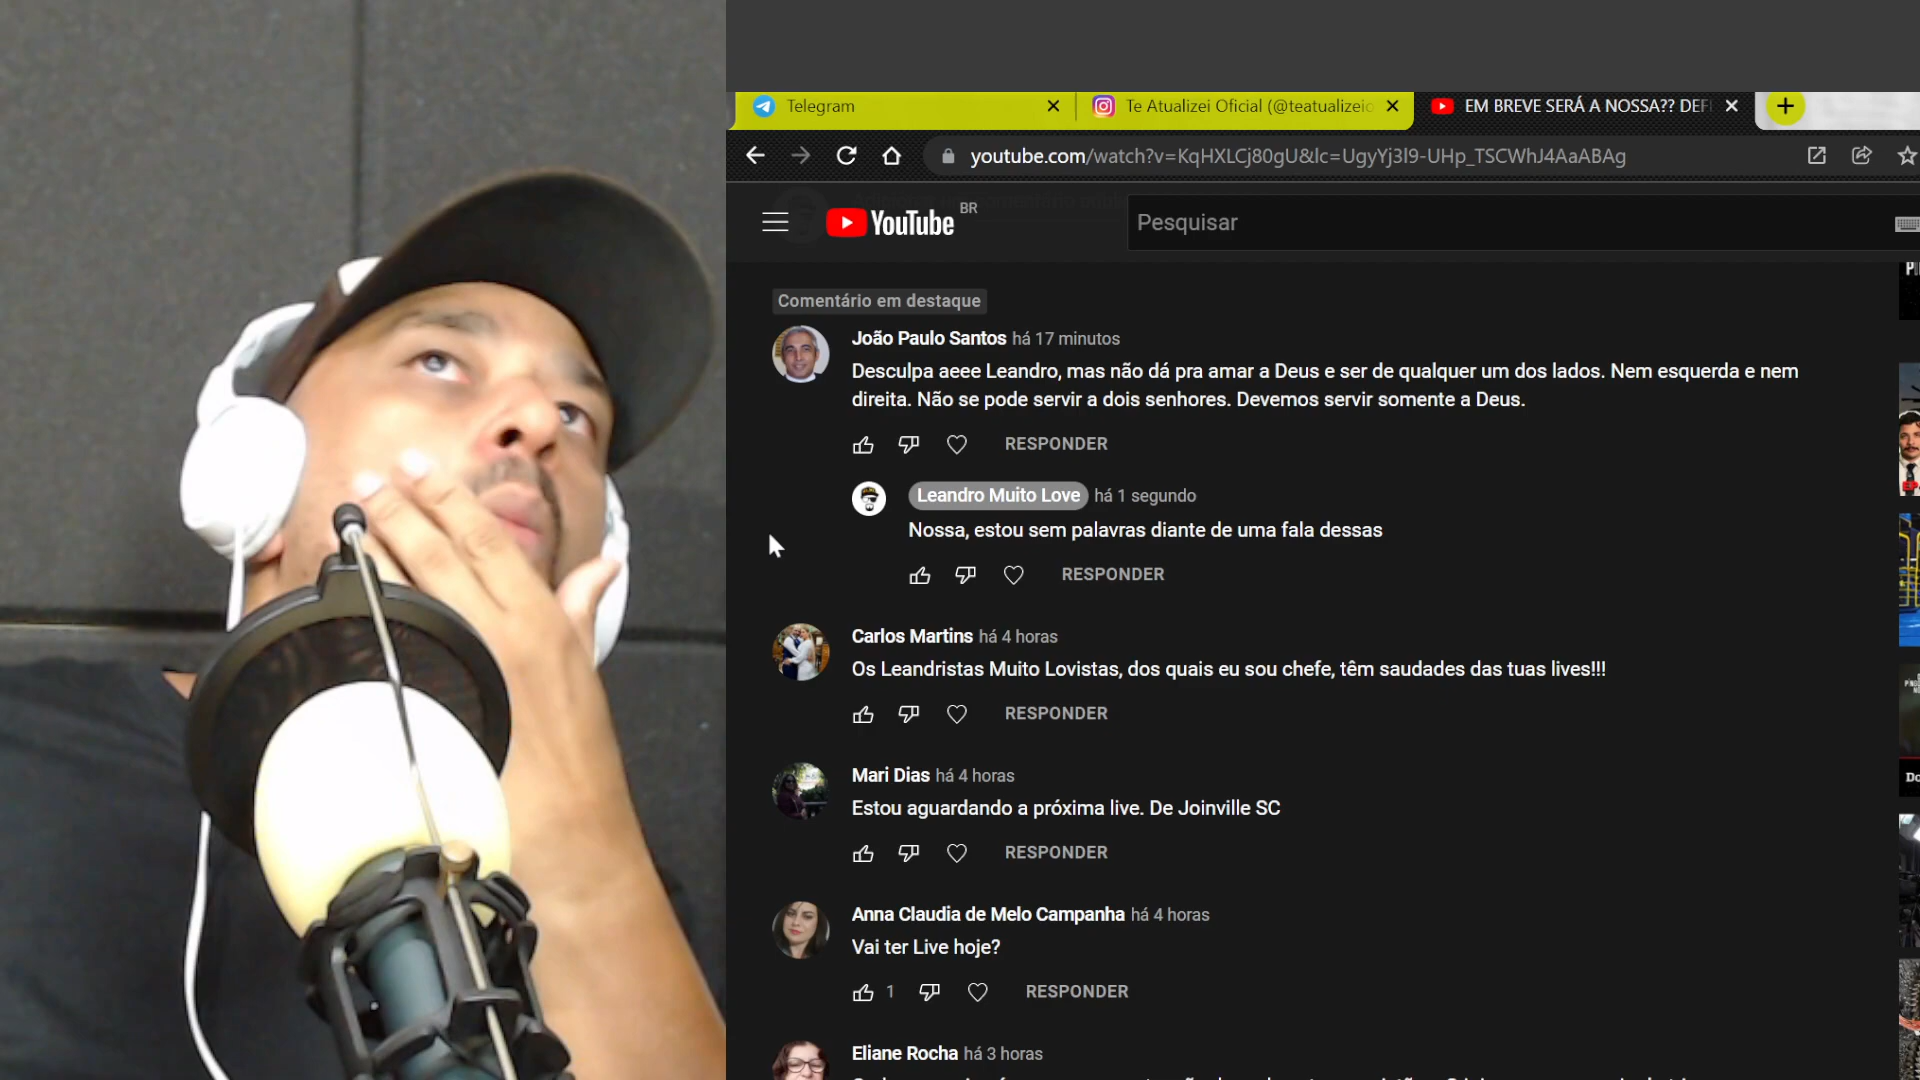 Telegram
Te Atualizei Oficial (@teatualizeio
EM BREVE SERÁ A NOSSA?? DEFI
youtube.com/watch?v=KqHXLCj80gU&lc=UgyYj3l9-UHp_TSCWhJ4AaABAg
YouTube BR
Pesquisar
Comentário em destaque
João Paulo Santos há 17 minutos
Desculpa aeee Leandro, mas não dá pra amar a Deus e ser de qualquer um dos lados. Nem esquerda e nem
direita. Não se pode servir a dois senhores. Devemos servir somente a Deus.
RESPONDER
Leandro Muito Love há 1 segundo
Nossa, estou sem palavras diante de uma fala dessas
RESPONDER
Carlos Martins há 4 horas
Os Leandristas Muito Lovistas, dos quais eu sou chefe, têm saudades das tuas lives!!!
RESPONDER
Mari Dias há 4 horas
Estou aguardando a próxima live. De Joinville SC
RESPONDER
Anna Claudia de Melo Campanha há 4 horas
Vai ter Live hoje?
1 RESPONDER
Eliane Rocha há 3 horas